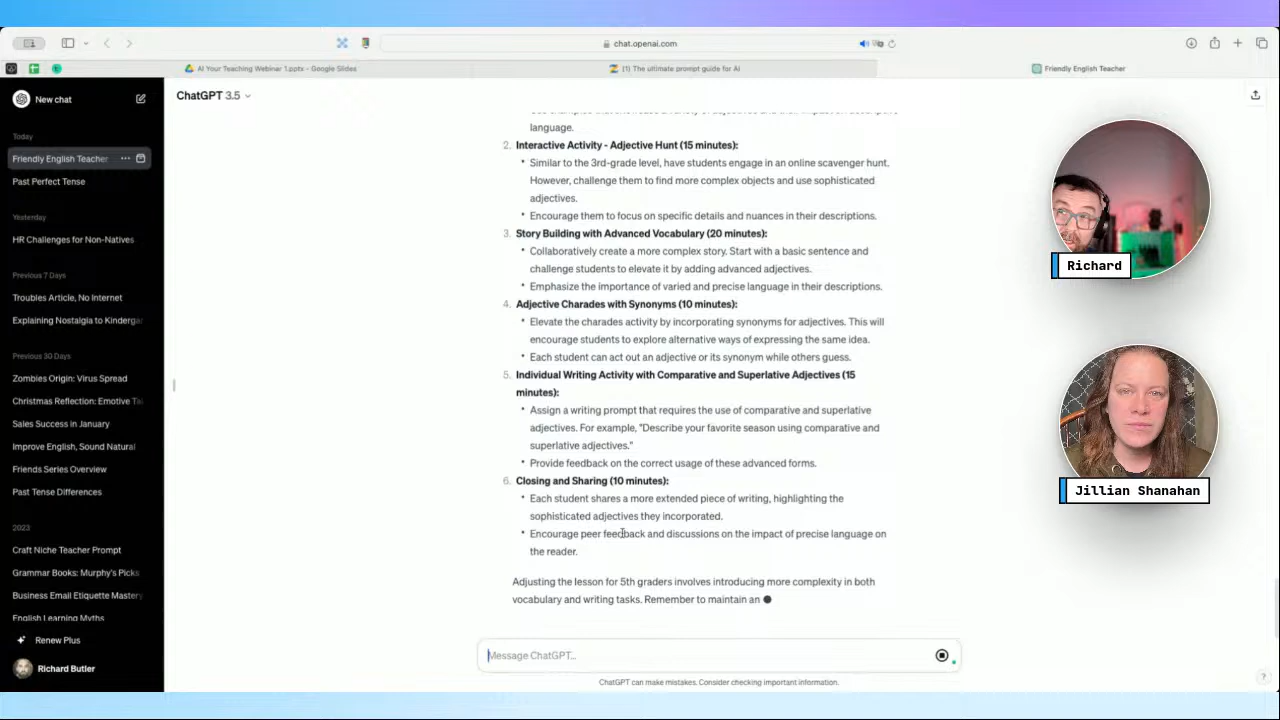 chat.openai.com
AI Your Teaching Webinar 1.pptx - Google Slides
(1) The ultimate prompt guide for AI
Friendly English Teacher
New chat
Today
Friendly English Teacher
Past Perfect Tense
Yesterday
HR Challenges for Non-Natives
Previous 7 Days
Troubles Article, No Internet
Explaining Nostalgia to Kinderga
Previous 30 Days
Zombies Origin: Virus Spread
Christmas Reflection: Emotive Ta
Sales Success in January
Improve English, Sound Natural
Friends Series Overview
Past Tense Differences
2023
Craft Niche Teacher Prompt
Grammar Books: Murphy's Picks
Business Email Etiquette Mastery
English Learning Myths
Renew Plus
Richard Butler
ChatGPT 3.5
language.
2. Interactive Activity - Adjective Hunt (15 minutes):
• Similar to the 3rd-grade level, have students engage in an online scavenger hunt.
However, challenge them to find more complex objects and use sophisticated
adjectives.
• Encourage them to focus on specific details and nuances in their descriptions.
3. Story Building with Advanced Vocabulary (20 minutes):
• Collaboratively create a more complex story. Start with a basic sentence and
challenge students to elevate it by adding advanced adjectives.
• Emphasize the importance of varied and precise language in their descriptions.
4. Adjective Charades with Synonyms (10 minutes):
• Elevate the charades activity by incorporating synonyms for adjectives. This will
encourage students to explore alternative ways of expressing the same idea.
• Each student can act out an adjective or its synonym while others guess.
5. Individual Writing Activity with Comparative and Superlative Adjectives (15
minutes):
• Assign a writing prompt that requires the use of comparative and superlative
adjectives. For example, "Describe your favorite season using comparative and
superlative adjectives."
• Provide feedback on the correct usage of these advanced forms.
6. Closing and Sharing (10 minutes):
• Each student shares a more extended piece of writing, highlighting the
sophisticated adjectives they incorporated.
• Encourage peer feedback and discussions on the impact of precise language on
the reader.
Adjusting the lesson for 5th graders involves introducing more complexity in both
vocabulary and writing tasks. Remember to maintain an
Message ChatGPT...
ChatGPT can make mistakes. Consider checking important information.
Richard
Jillian Shanahan